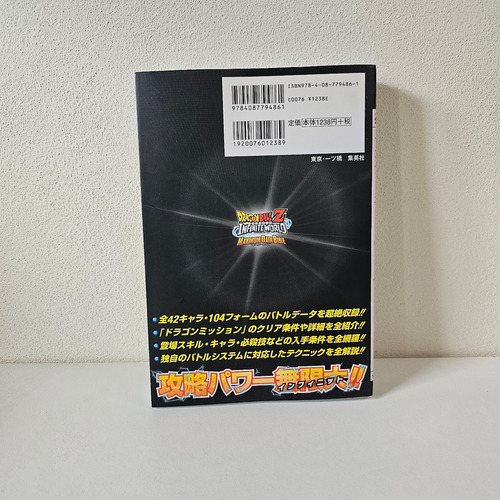 ISBN978-4-08-779486-1
9784087794861
C0076 ¥1238E
定価 本体1238円+税
1920076012389
東京・一ツ橋 集英社
DRAGONBALL Z
INFINITE WORLD
MAXIMUM DATA BIBLE
•全42キャラ・104フォームのバトルデータを超絶収録!!
•「ドラゴンミッション」のクリア条件や詳細を全紹介!!
•登場スキル・キャラ・必殺技などの入手条件を全網羅!!
•独自のバトルシステムに対応したテクニックを全解説!!
攻略パワー無限大!!
インフィニット